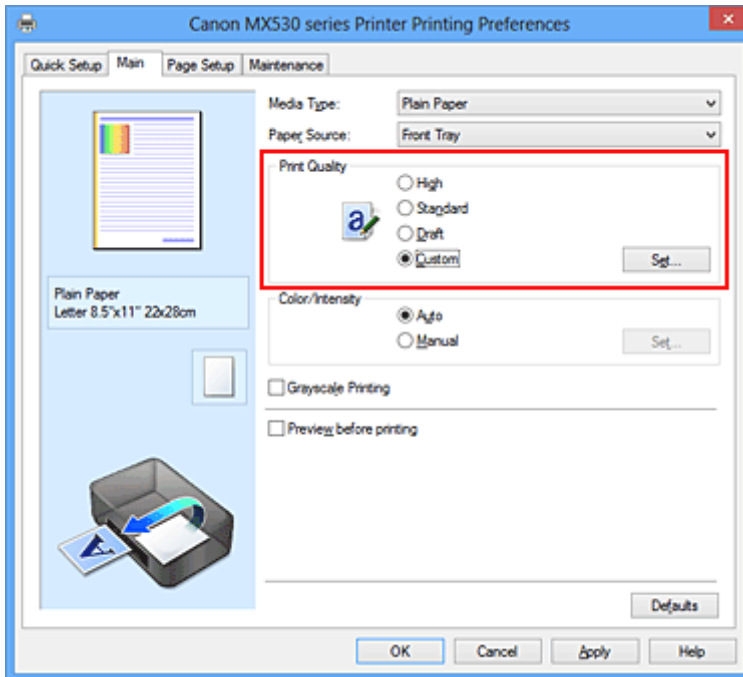 Canon MX530 series Printer Printing Preferences
Quick Setup Main Page Setup Maintenance
Media Type: Plain Paper
Paper Source: Front Tray
Print Quality
High
Standard
Draft
Custom Set...
Plain Paper
Letter 8.5"x11" 22x28cm
Color/Intensity
Auto
Manual Set...
Grayscale Printing
Preview before printing
A
Defaults
OK Cancel Apply Help